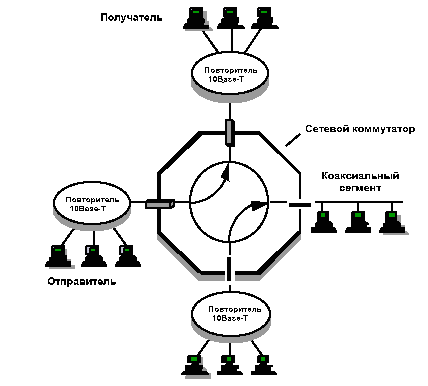 Получатель
Повторитель
10Base-T
Сетевой коммутатор
Коаксиальный
сегмент
Повторитель
10Base-T
Отправитель
Повторитель
10Base-T